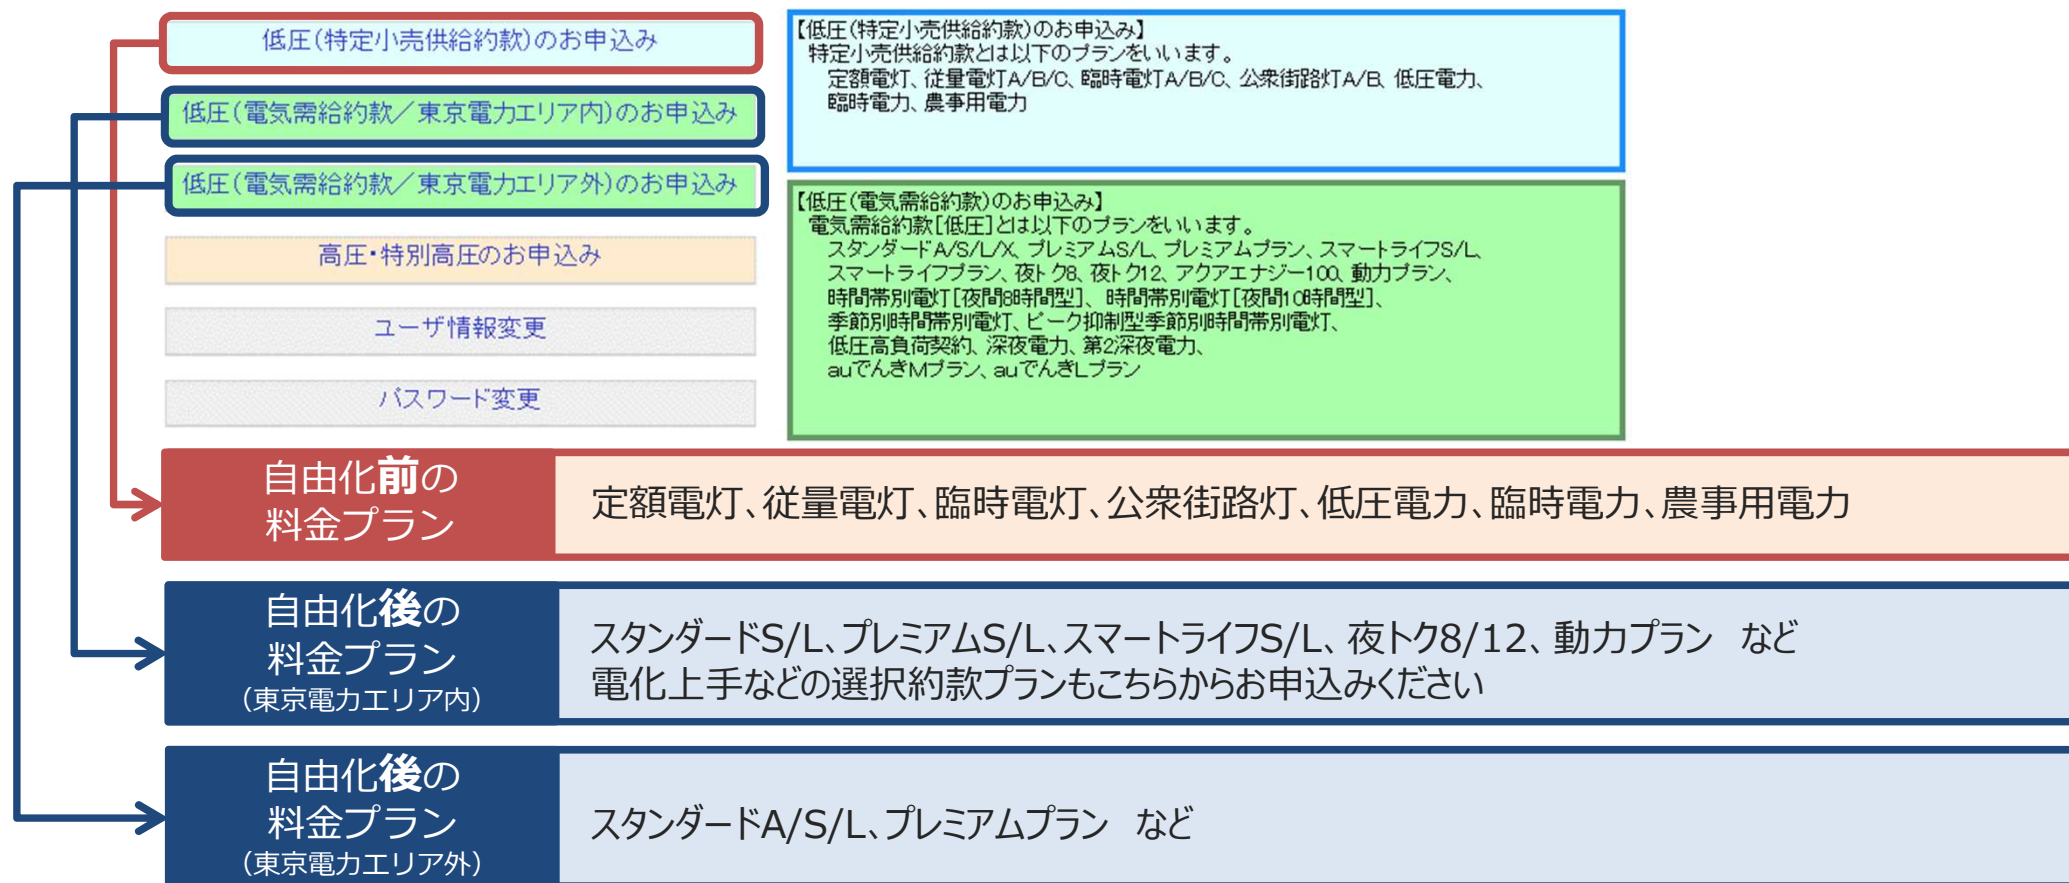 低圧(特定小売供給約款)のお申込み
低圧(電気需給約款／東京電力エリア内)のお申込み
低圧(電気需給約款／東京電力エリア外)のお申込み
高圧・特別高圧のお申込み
ユーザ情報変更
パスワード変更
【低圧(特定小売供給約款)のお申込み】
特定小売供給約款とは以下のプランをいいます。
定額電灯、従量電灯A/B/C、臨時電灯A/B/C、公衆街路灯A/B、低圧電力、
臨時電力、農事用電力
【低圧(電気需給約款)のお申込み】
電気需給約款[低圧]とは以下のプランをいいます。
スタンダードA/S/L/X、プレミアムS/L、プレミアムプラン、スマートライフS/L、
スマートライフプラン、夜トク8、夜トク12、アクアエナジー100、動力プラン、
時間帯別電灯[夜間8時間型]、時間帯別電灯[夜間10時間型]、
季節別時間帯別電灯、ピーク抑制型季節別時間帯別電灯、
低圧高負荷契約、深夜電力、第2深夜電力、
auでんきMプラン、auでんきLプラン
自由化前の
料金プラン
定額電灯、従量電灯、臨時電灯、公衆街路灯、低圧電力、臨時電力、農事用電力
自由化後の
料金プラン
（東京電力エリア内）
スタンダードS/L、プレミアムS/L、スマートライフS/L、夜トク8/12、動力プラン　など
電化上手などの選択約款プランもこちらからお申込みください
自由化後の
料金プラン
（東京電力エリア外）
スタンダードA/S/L、プレミアムプラン　など